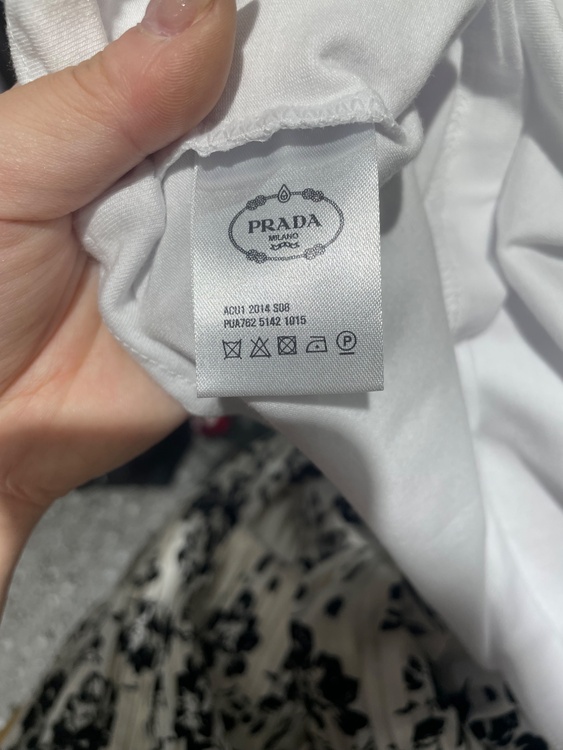 PRADA
MILANO
ACU1 2014 S08
PUA762 5142 1015
P